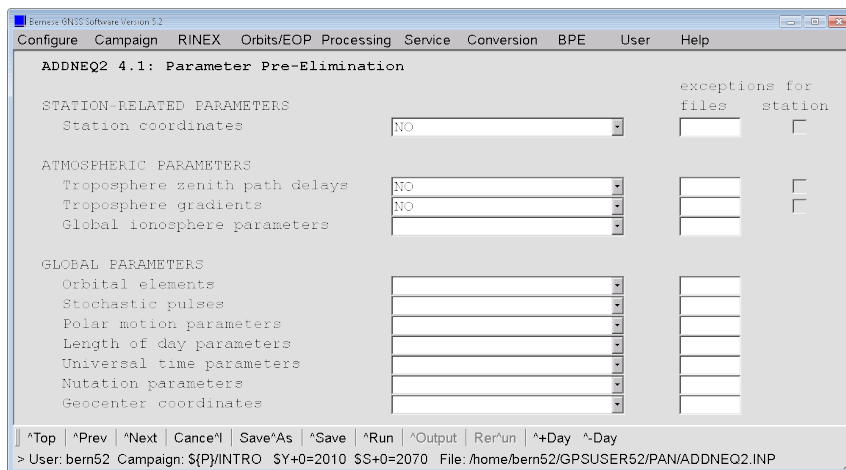 Bernese GNSS Software Version 5.2
Configure Campaign RINEX Orbits/EOP Processing Service Conversion BPE User Help
ADDNEQ2 4.1: Parameter Pre-Elimination
exceptions for
STATION-RELATED PARAMETERS files station
Station coordinates NO
ATMOSPHERIC PARAMETERS
Troposphere zenith path delays NO
Troposphere gradients NO
Global ionosphere parameters
GLOBAL PARAMETERS
Orbital elements
Stochastic pulses
Polar motion parameters
Length of day parameters
Universal time parameters
Nutation parameters
Geocenter coordinates
^Top | ^Prev | ^Next | Cance^l | Save^As | ^Save | ^Run | ^Output | Rer^un | ^+Day ^-Day
> User: bern52 Campaign: ${P}/INTRO $Y+0=2010 $S+0=2070 File: /home/bern52/GPSUSER52/PAN/ADDNEQ2.INP